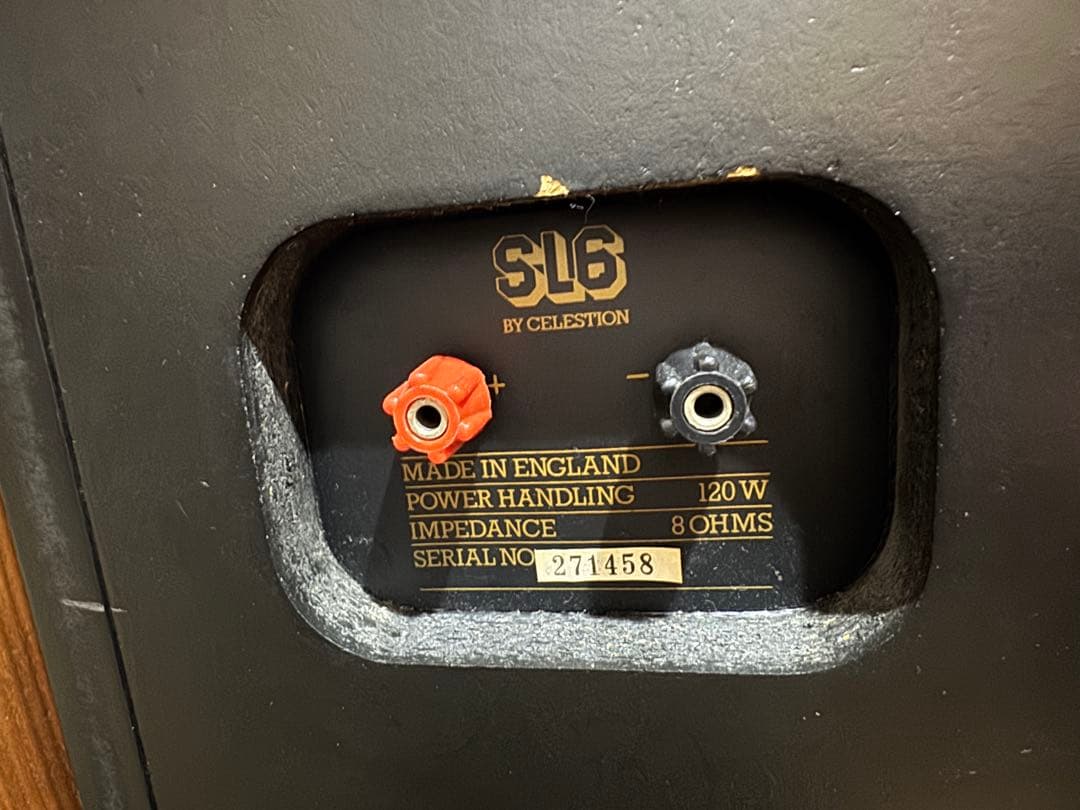 SL6
BY CELESTION
+ −
MADE IN ENGLAND
POWER HANDLING 120 W
IMPEDANCE 8 OHMS
SERIAL NO 271458